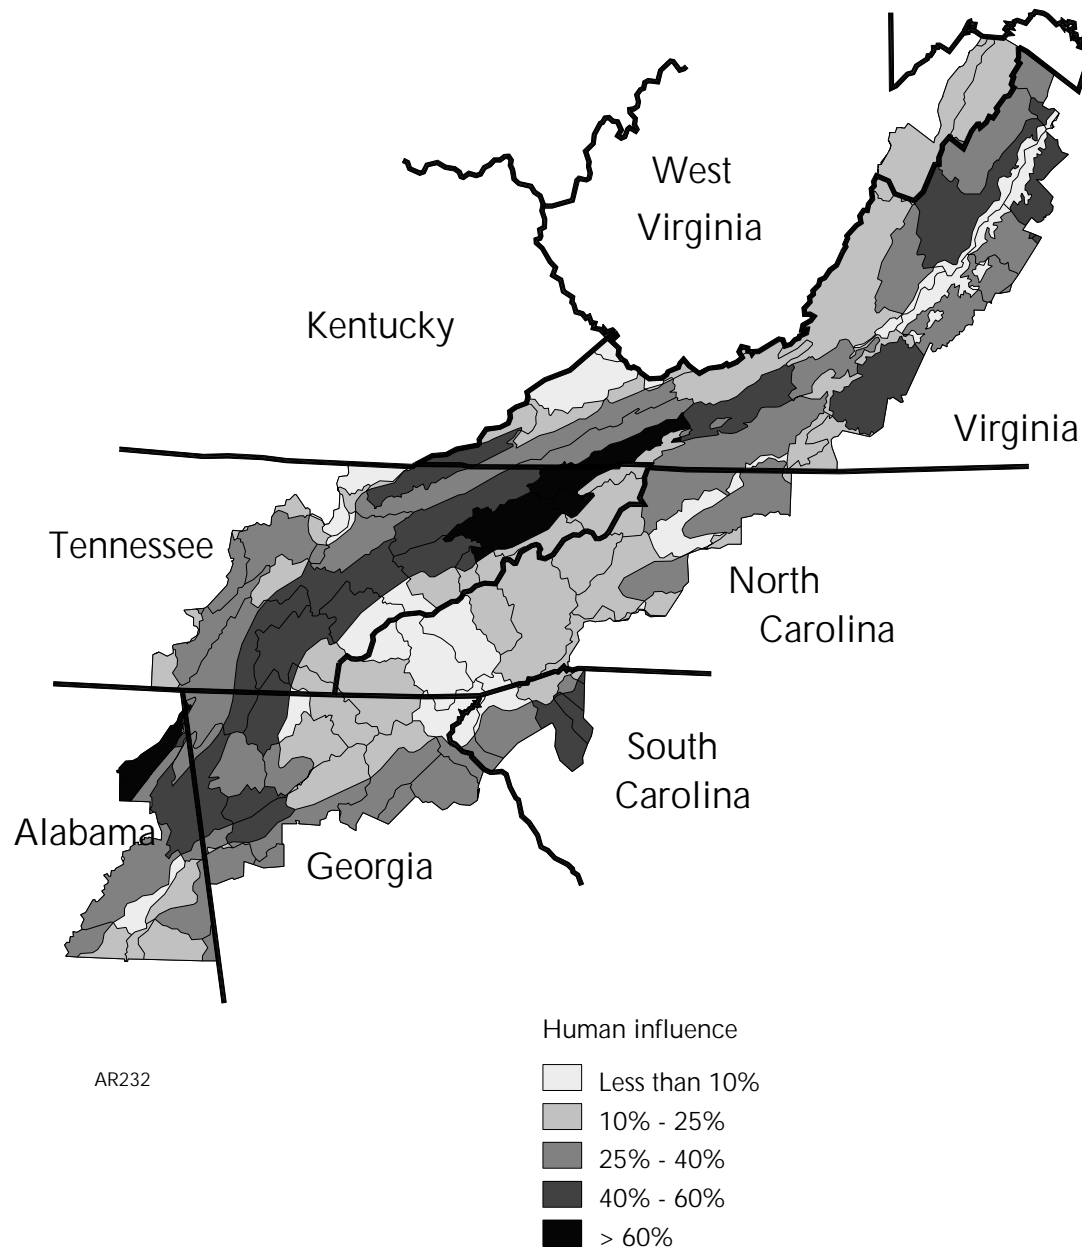 West
Virginia
Kentucky
Virginia
Tennessee
North
Carolina
South
Carolina
Alabama
Georgia
Human influence
AR232
Less than 10%
10% - 25%
25% - 40%
40% - 60%
> 60%